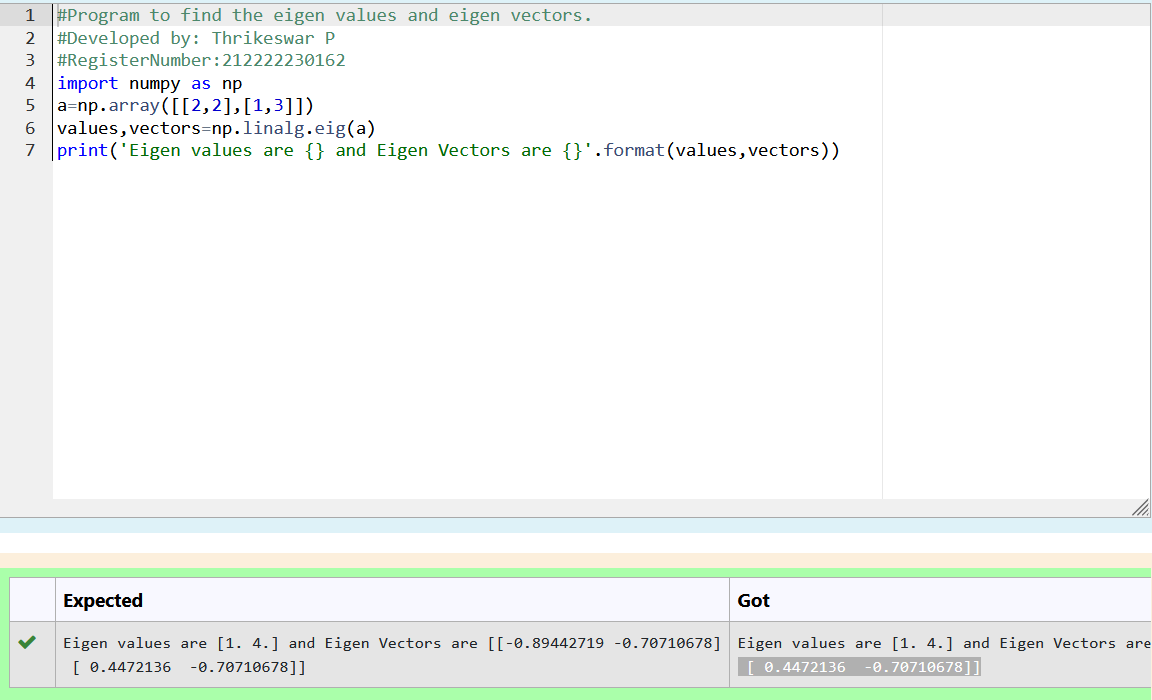 1 #Program to find the eigen values and eigen vectors.
2 #Developed by: Thrikeswar P
3 #RegisterNumber:212222230162
4 import numpy as np
5 a=np.array([[2,2],[1,3]])
6 values,vectors=np.linalg.eig(a)
7 print('Eigen values are {} and Eigen Vectors are {}'.format(values,vectors))
Expected
Got
Eigen values are [1. 4.] and Eigen Vectors are [[-0.89442719 -0.70710678]
[ 0.4472136  -0.70710678]]
Eigen values are [1. 4.] and Eigen Vectors are
[ 0.4472136  -0.70710678]]